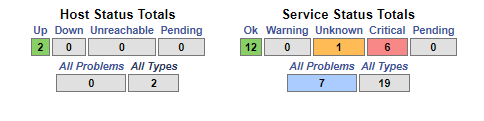 Host Status Totals
Up Down Unreachable Pending
2 0 0 0
All Problems All Types
0 2
Service Status Totals
Ok Warning Unknown Critical Pending
12 0 1 6 0
All Problems All Types
7 19